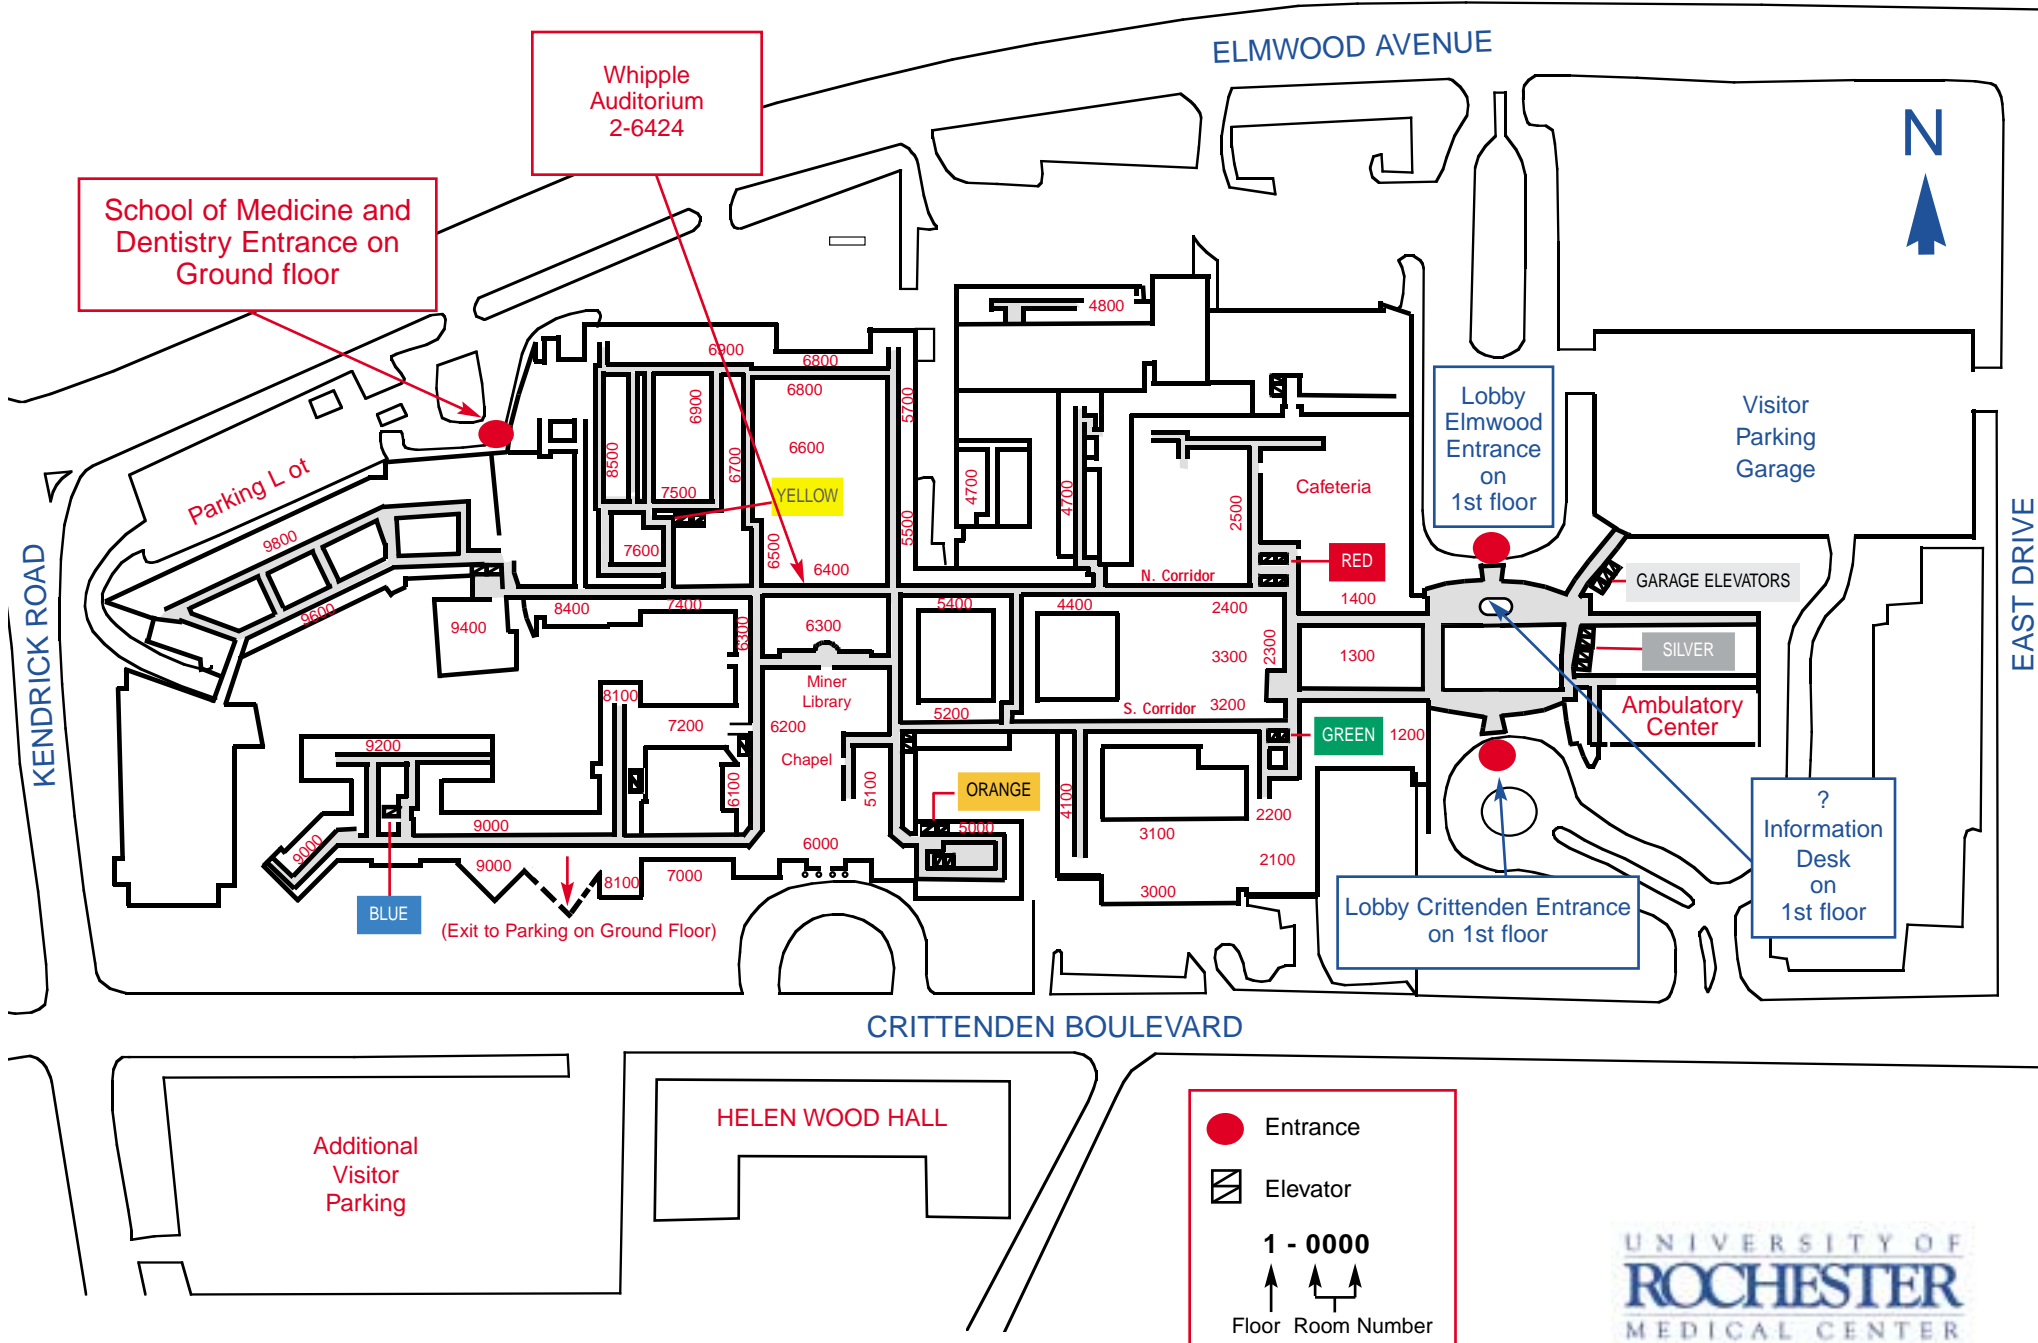 ELMWOOD AVENUE
Whipple
Auditorium
2-6424
N
School of Medicine and
Dentistry Entrance on
Ground floor
4800
6900
6800
6800
Lobby
Elmwood
Entrance
on
1st floor
Visitor
Parking
Garage
6900
5700
6600
6700
8500
7500
YELLOW
4700
4700
2500
Cafeteria
Parking L ot
9800
7600
6500
6400
5500
N. Corridor
RED
GARAGE ELEVATORS
KENDRICK ROAD
EAST DRIVE
9600
8400
7400
5400
4400
2400
1400
9400
6300
6300
3300
2300
1300
SILVER
Miner
Library
8100
7200
6200
5200
S. Corridor
3200
GREEN
1200
Ambulatory
Center
9200
Chapel
6100
5100
ORANGE
4100
9000
9000
5000
3100
2200
?
Information
Desk
on
1st floor
9000
8100
7000
6000
2100
3000
BLUE
(Exit to Parking on Ground Floor)
Lobby Crittenden Entrance
on 1st floor
CRITTENDEN BOULEVARD
HELEN WOOD HALL
Additional
Visitor
Parking
Entrance
Elevator
1 - 0000
Floor Room Number
UNIVERSITY OF
ROCHESTER
MEDICAL CENTER